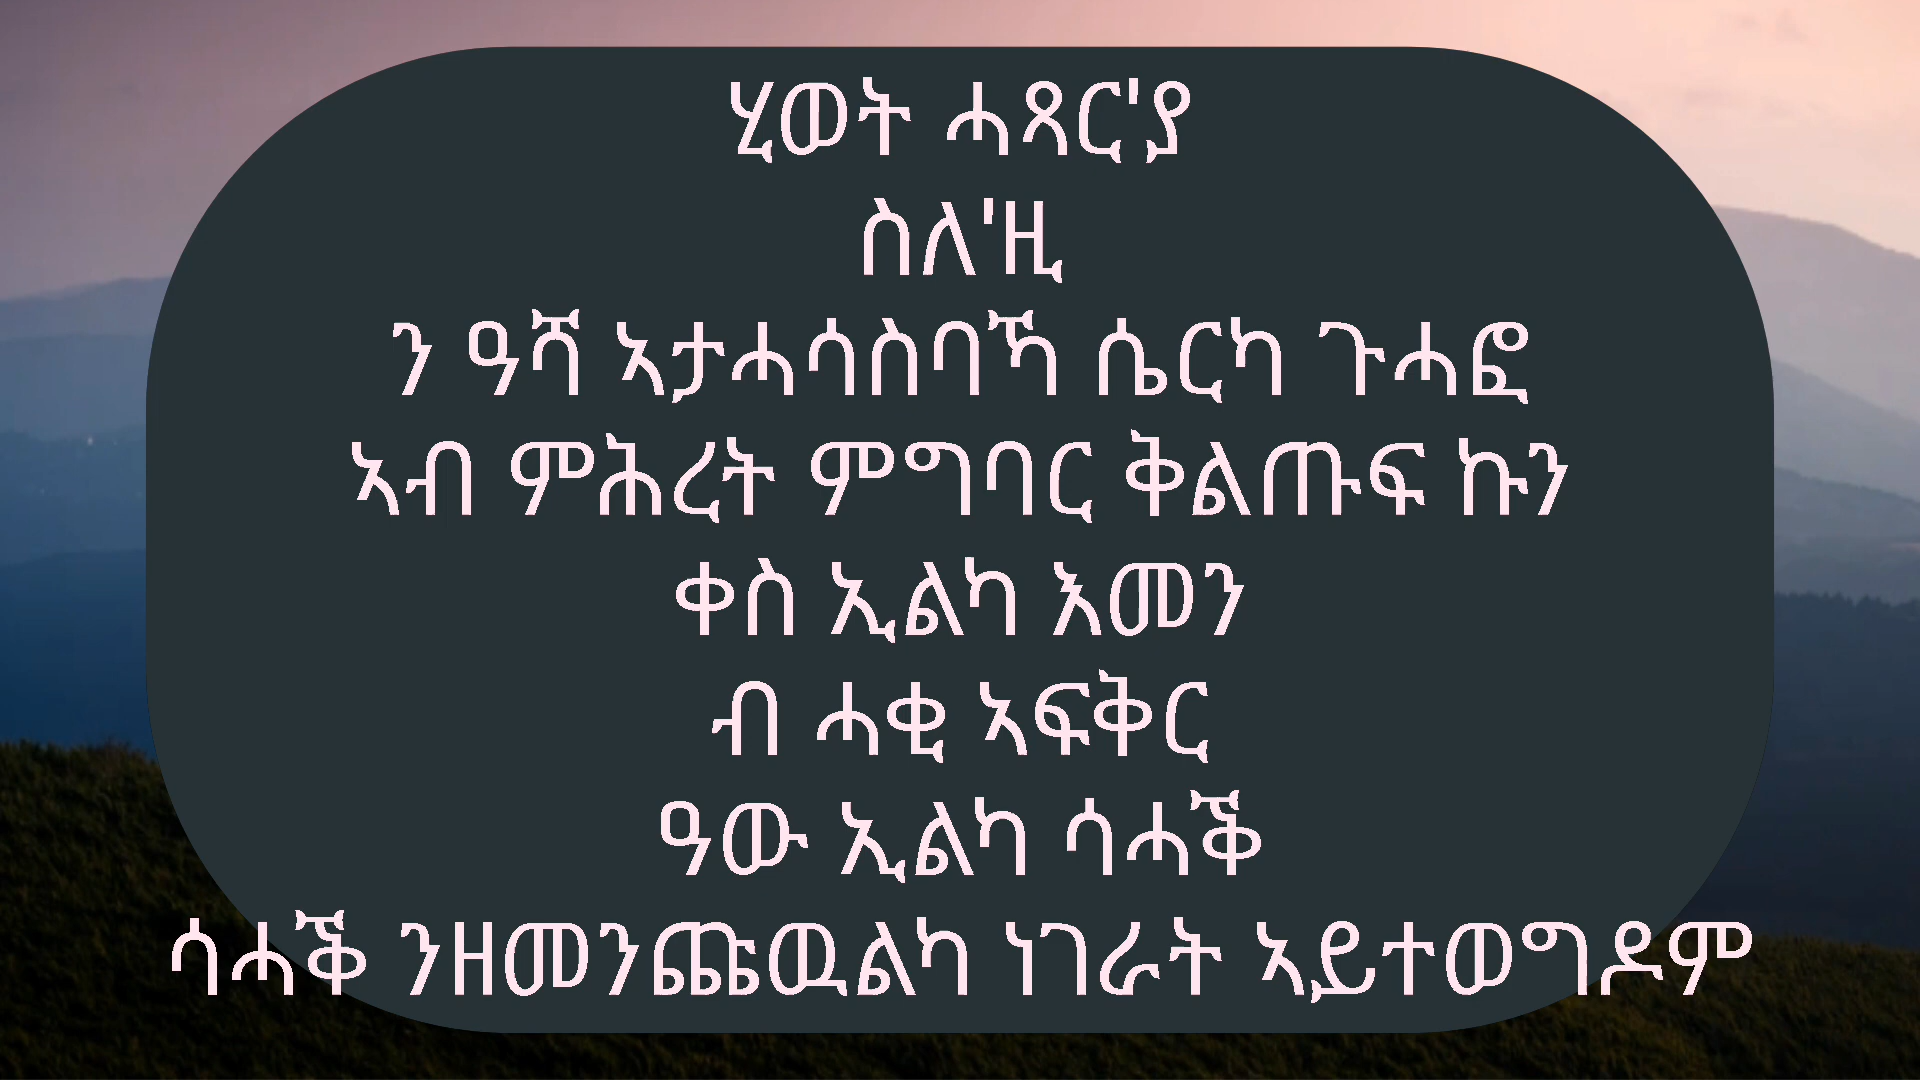 ሂወት ሓጻር'ያ
ስለ'ዚ
ን ዓሻ ኣታሓሳስባኻ ሴርካ ጉሓፎ
ኣብ ምሕረት ምግባር ቅልጡፍ ኩን
ቀስ ኢልካ እመን
ብ ሓቂ ኣፍቅር
ዓው ኢልካ ሳሓቕ
ሳሓቕ ንዘመንጨዉልካ ነገራት ኣይተወግዶም